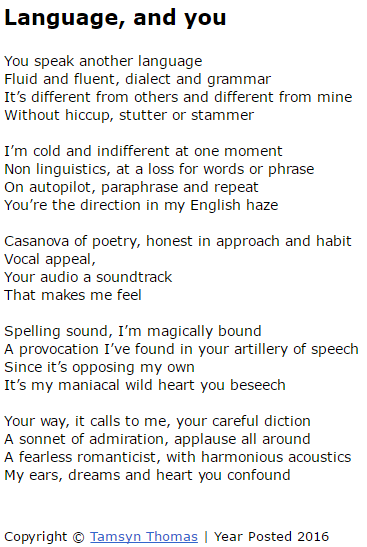 Language, and you
You speak another language
Fluid and fluent, dialect and grammar
It's different from others and different from mine
Without hiccup, stutter or stammer
I'm cold and indifferent at one moment
Non linguistics, at a loss for words or phrase
On autopilot, paraphrase and repeat
You're the direction in my English haze
Casanova of poetry, honest in approach and habit
Vocal appeal,
Your audio a soundtrack
That makes me feel
Spelling sound, I'm magically bound
A provocation I've found in your artillery of speech
Since it's opposing my own
It's my maniacal wild heart you beseech
Your way, it calls to me, your careful diction
A sonnet of admiration, applause all around
A fearless romanticist, with harmonious acoustics
My ears, dreams and heart you confound
Copyright © Tamsyn Thomas | Year Posted 2016